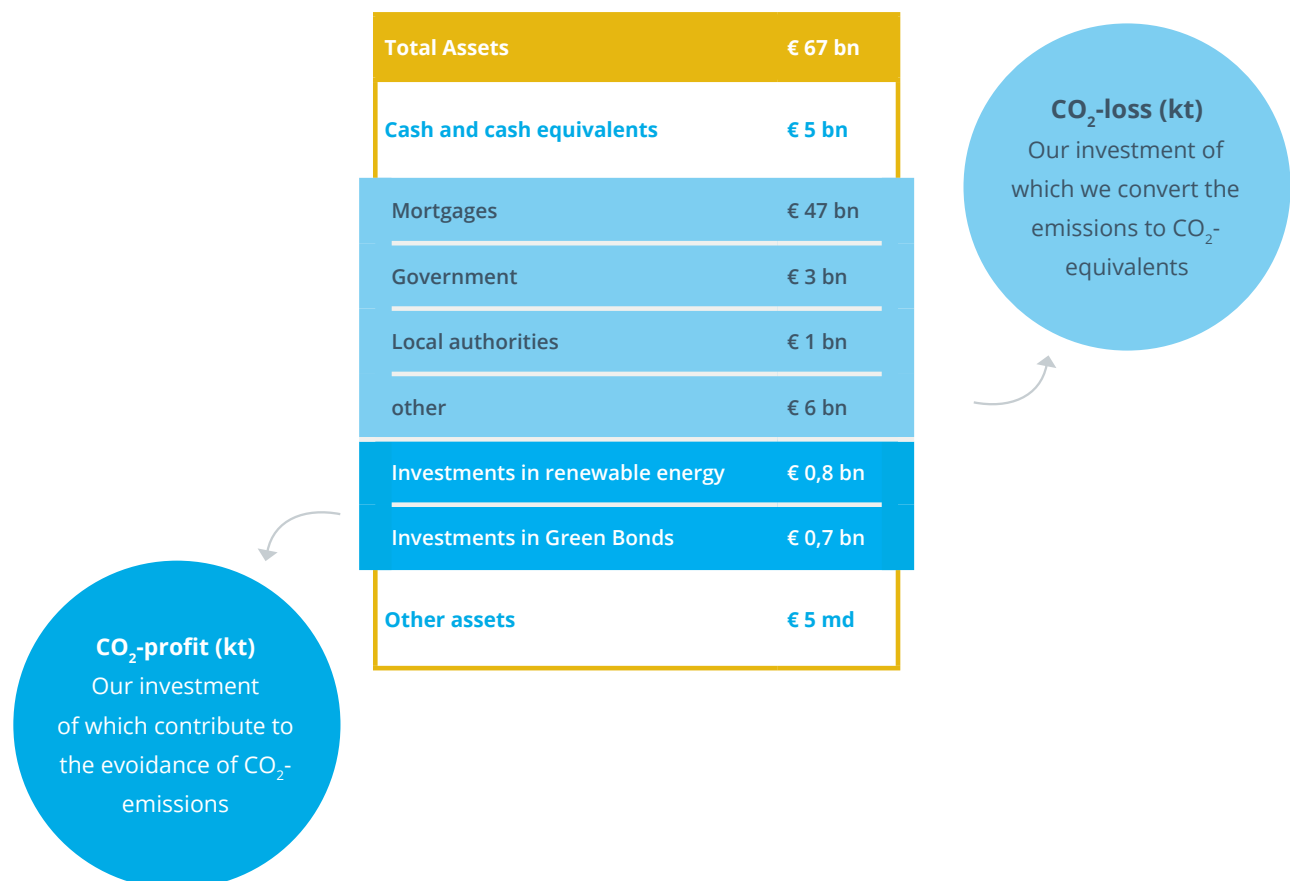 Total Assets € 67 bn
Cash and cash equivalents € 5 bn
Mortgages € 47 bn
Government € 3 bn
Local authorities € 1 bn
other € 6 bn
Investments in renewable energy € 0,8 bn
Investments in Green Bonds € 0,7 bn
Other assets € 5 md
CO₂-loss (kt)
Our investment of
which we convert the
emissions to CO₂-
equivalents
CO₂-profit (kt)
Our investment
of which contribute to
the evoidance of CO₂-
emissions